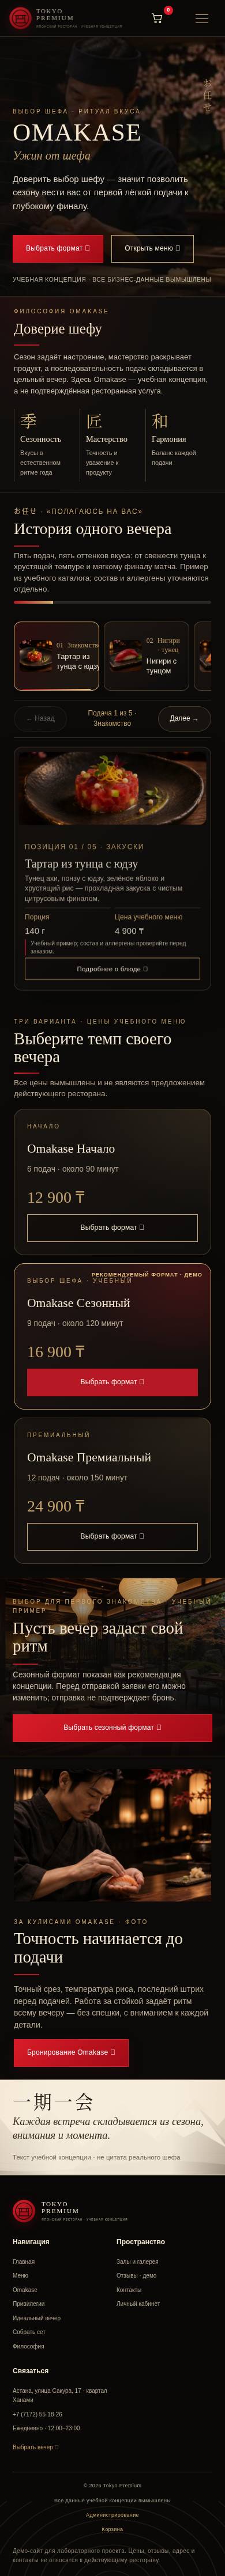 TOKYO
PREMIUM
ЯПОНСКИЙ РЕСТОРАН · УЧЕБНАЯ КОНЦЕПЦИЯ
0
お任せ
ВЫБОР ШЕФА · РИТУАЛ ВКУСА
OMAKASE
Ужин от шефа
Доверить выбор шефу — значит позволить
сезону вести вас от первой лёгкой подачи к
глубокому финалу.
Выбрать формат
Открыть меню
УЧЕБНАЯ КОНЦЕПЦИЯ · ВСЕ БИЗНЕС-ДАННЫЕ ВЫМЫШЛЕНЫ
ФИЛОСОФИЯ OMAKASE
Доверие шефу
Сезон задаёт настроение, мастерство раскрывает
продукт, а последовательность подач складывается в
цельный вечер. Здесь Omakase — учебная концепция,
а не подтверждённая ресторанная услуга.
季
Сезонность
Вкусы в
естественном
ритме года
匠
Мастерство
Точность и
уважение к
продукту
和
Гармония
Баланс каждой
подачи
お任せ · «ПОЛАГАЮСЬ НА ВАС»
История одного вечера
Пять подач, пять оттенков вкуса: от свежести тунца к
хрустящей темпуре и мягкому финалу матча. Пример
из учебного каталога; состав и аллергены уточняются
отдельно.
01 Знакомство
Тартар из
тунца с юдзу
02 Нигири
· тунец
Нигири с
тунцом
← Назад
Подача 1 из 5 ·
Знакомство
Далее →
ПОЗИЦИЯ 01 / 05 · ЗАКУСКИ
Тартар из тунца с юдзу
Тунец аками, понзу с юдзу, зелёное яблоко и
хрустящий рис — прохладная закуска с чистым
цитрусовым финалом.
Порция
140 г
Цена учебного меню
4 900 ₸
Учебный пример; состав и аллергены проверяйте перед
заказом.
Подробнее о блюде
ТРИ ВАРИАНТА · ЦЕНЫ УЧЕБНОГО МЕНЮ
Выберите темп своего
вечера
Все цены вымышлены и не являются предложением
действующего ресторана.
НАЧАЛО
Omakase Начало
6 подач · около 90 минут
12 900 ₸
Выбрать формат
РЕКОМЕНДУЕМЫЙ ФОРМАТ · ДЕМО
ВЫБОР ШЕФА · УЧЕБНЫЙ
Omakase Сезонный
9 подач · около 120 минут
16 900 ₸
Выбрать формат
ПРЕМИАЛЬНЫЙ
Omakase Премиальный
12 подач · около 150 минут
24 900 ₸
Выбрать формат
ВЫБОР ДЛЯ ПЕРВОГО ЗНАКОМСТВА · УЧЕБНЫЙ
ПРИМЕР
Пусть вечер задаст свой
ритм
Сезонный формат показан как рекомендация
концепции. Перед отправкой заявки его можно
изменить; отправка не подтверждает бронь.
Выбрать сезонный формат
ЗА КУЛИСАМИ OMAKASE · ФОТО
Точность начинается до
подачи
Точный срез, температура риса, последний штрих
перед подачей. Работа за стойкой задаёт ритм
всему вечеру — без спешки, с вниманием к каждой
детали.
Бронирование Omakase
一期一会
Каждая встреча складывается из сезона,
внимания и момента.
Текст учебной концепции · не цитата реального шефа
TOKYO
PREMIUM
ЯПОНСКИЙ РЕСТОРАН · УЧЕБНАЯ КОНЦЕПЦИЯ
Навигация
Главная
Меню
Omakase
Привилегии
Идеальный вечер
Собрать сет
Философия
Пространство
Залы и галерея
Отзывы · демо
Контакты
Личный кабинет
Связаться
Астана, улица Сакура, 17 · квартал
Ханами
+7 (7172) 55-18-26
Ежедневно · 12:00–23:00
Выбрать вечер
© 2026 Tokyo Premium
Все данные учебной концепции вымышлены
Администрирование
Корзина
Демо-сайт для лабораторного проекта. Цены, отзывы, адрес и
контакты не относятся к действующему ресторану.